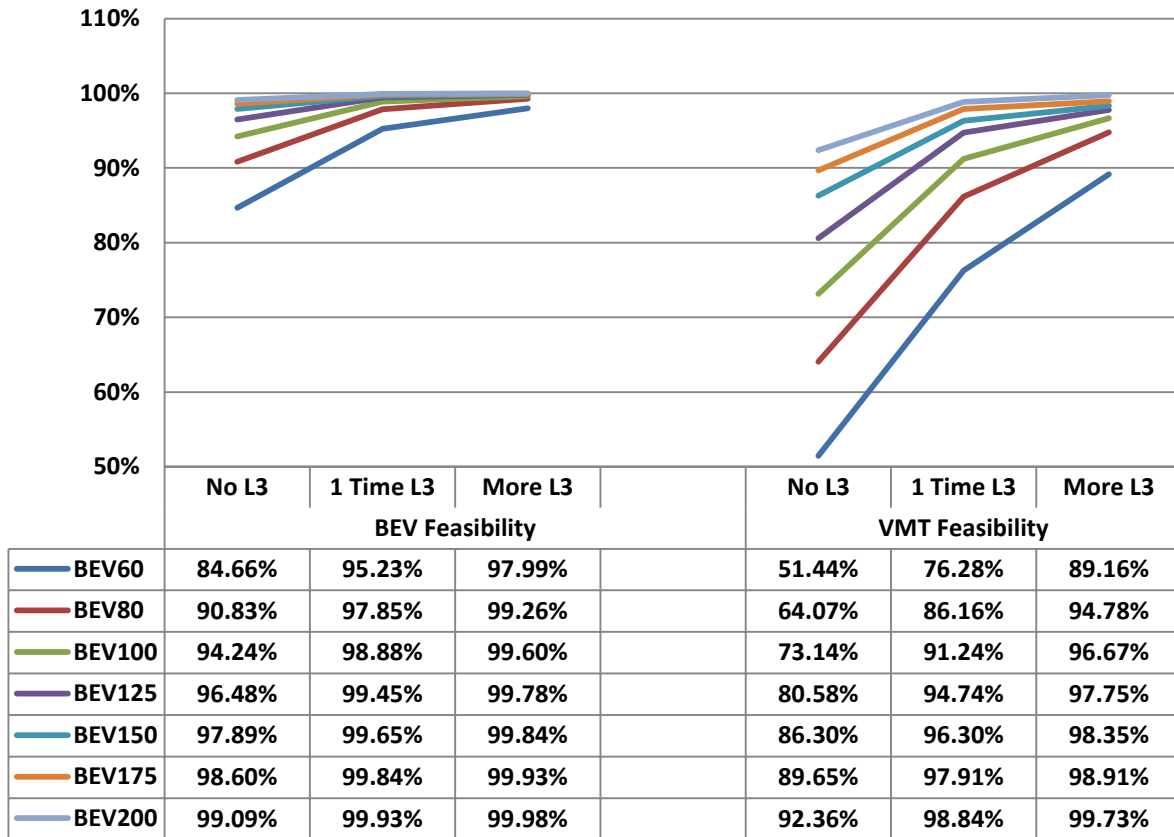 110%
100%
90%
80%
70%
60%
50%
No L3 1 Time L3 More L3 No L3 1 Time L3 More L3
BEV Feasibility VMT Feasibility
BEV60 84.66% 95.23% 97.99% 51.44% 76.28% 89.16%
BEV80 90.83% 97.85% 99.26% 64.07% 86.16% 94.78%
BEV100 94.24% 98.88% 99.60% 73.14% 91.24% 96.67%
BEV125 96.48% 99.45% 99.78% 80.58% 94.74% 97.75%
BEV150 97.89% 99.65% 99.84% 86.30% 96.30% 98.35%
BEV175 98.60% 99.84% 99.93% 89.65% 97.91% 98.91%
BEV200 99.09% 99.93% 99.98% 92.36% 98.84% 99.73%